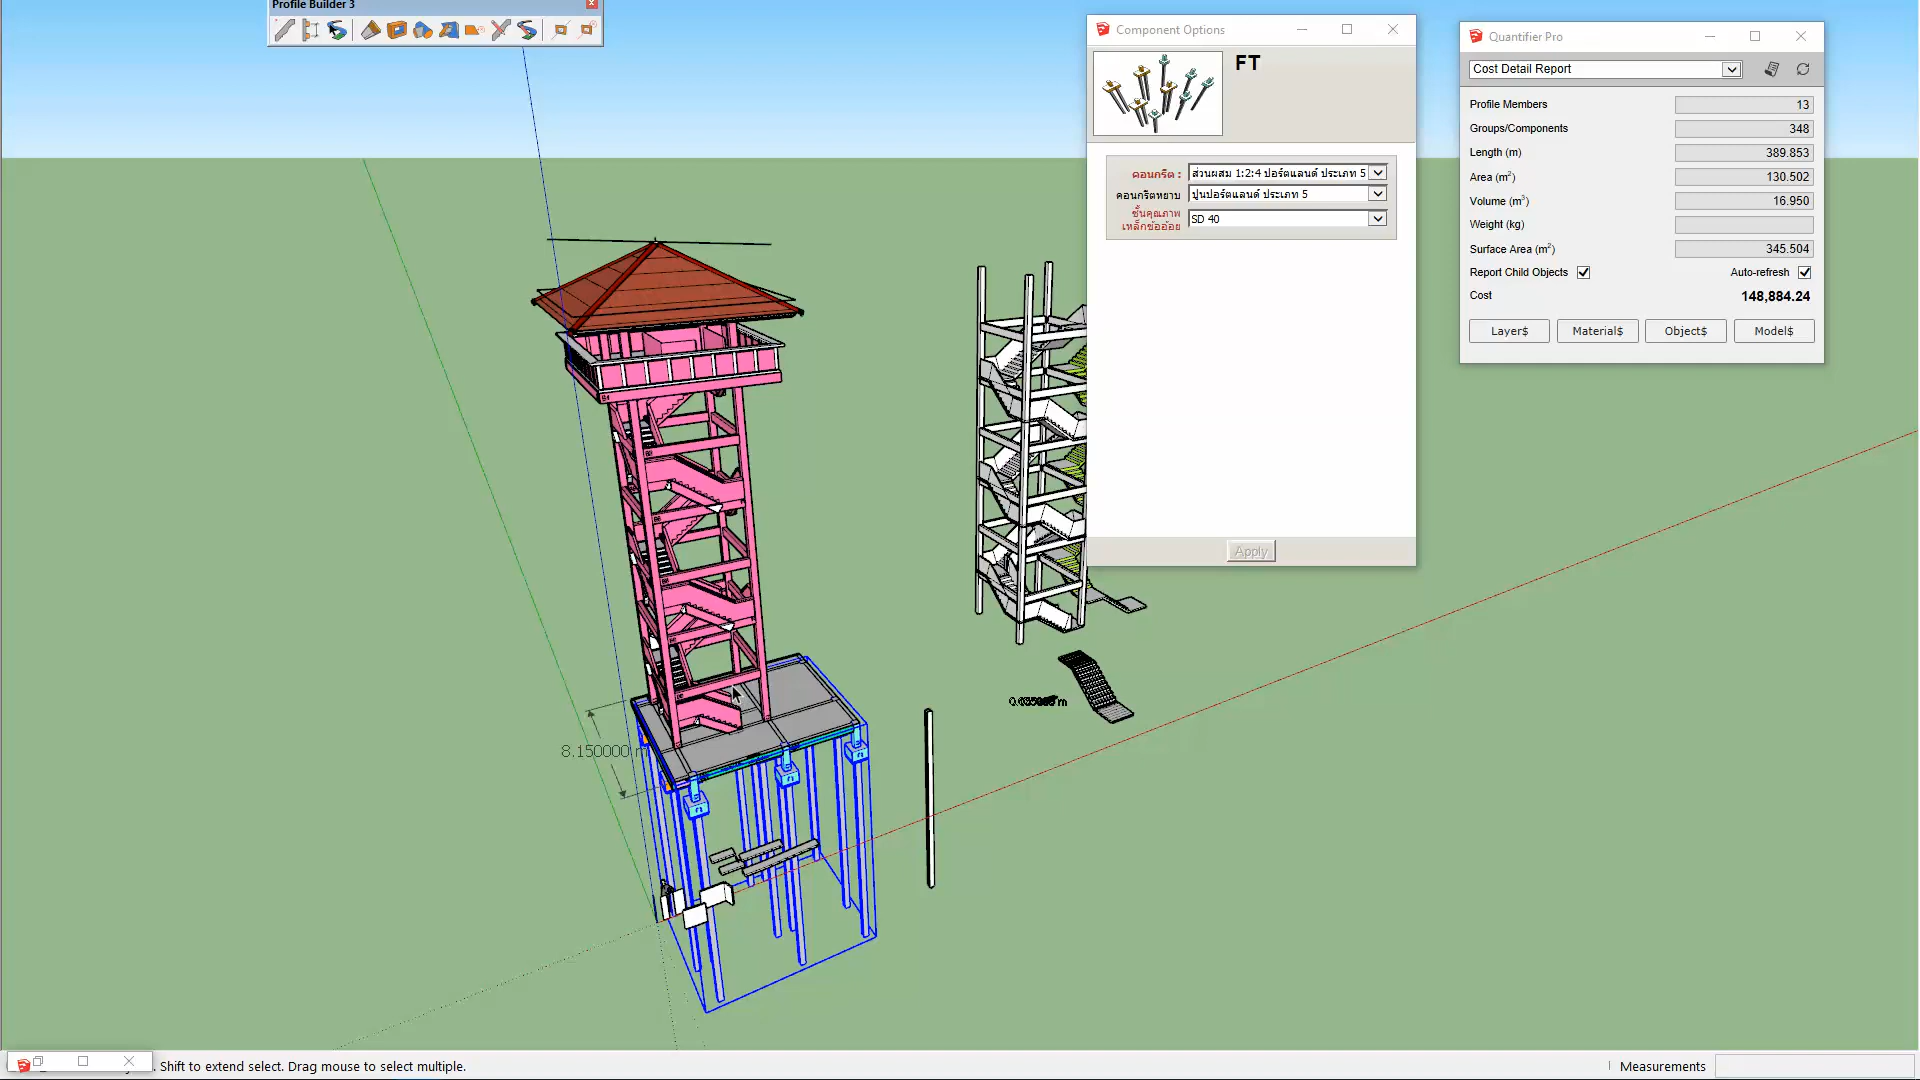 Profile Builder 3
Component Options
FT
คอนกรีต :
ส่วนผสม 1:2:4 ปอร์ตแลนด์ ประเภท 5
คอนกรีตหยาบ
ปูนปอร์ตแลนด์ ประเภท 5
ชั้นคุณภาพ
เหล็กข้ออ้อย
SD 40
Apply
Quantifier Pro
Cost Detail Report
Profile Members 13
Groups/Components 348
Length (m) 389.853
Area (m²) 130.502
Volume (m³) 16.950
Weight (kg)
Surface Area (m²) 345.504
Report Child Objects Auto-refresh
Cost 148,884.24
Layer$ Material$ Object$ Model$
8.150000 m
. Shift to extend select. Drag mouse to select multiple.
Measurements